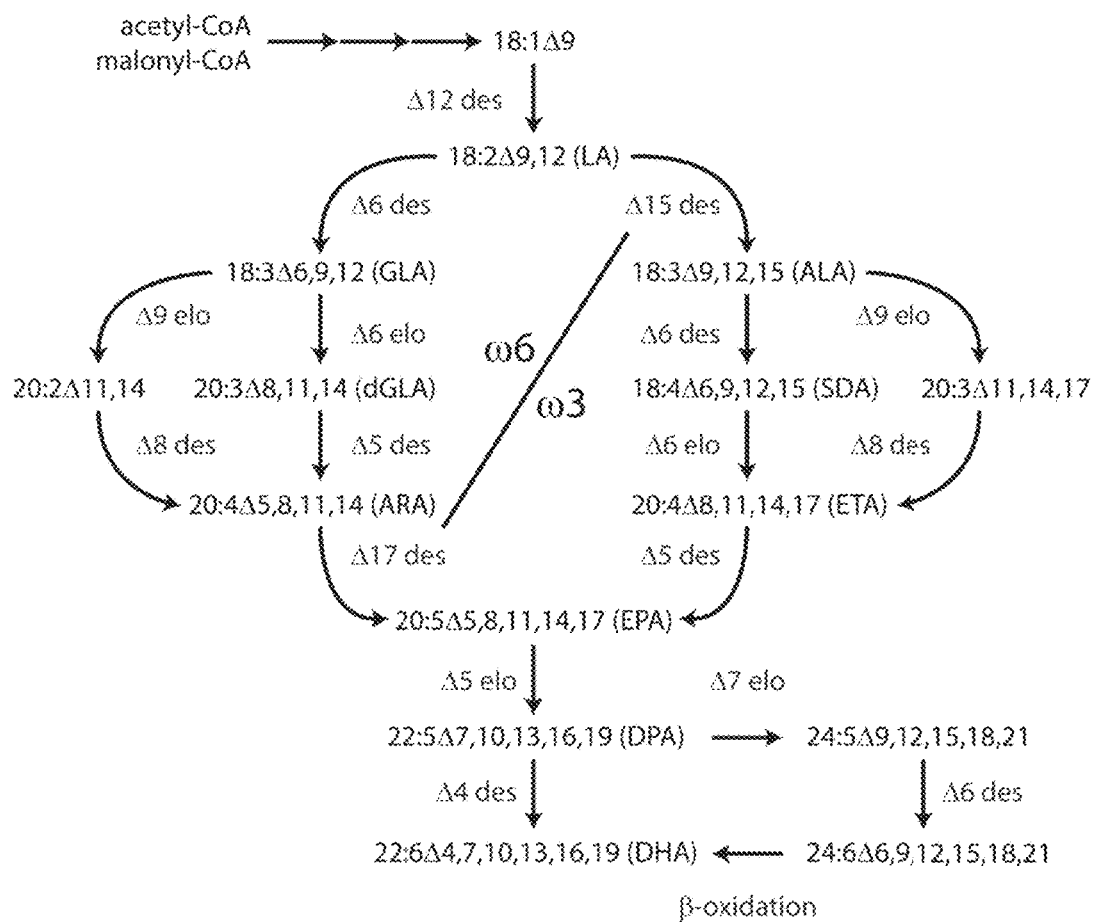 acetyl-CoA
malonyl-CoA
18:1Δ9
Δ12 des
18:2Δ9,12 (LA)
Δ6 des
Δ15 des
18:3Δ6,9,12 (GLA)
18:3Δ9,12,15 (ALA)
Δ9 elo
Δ6 elo
Δ6 des
Δ9 elo
ω6
ω3
20:2Δ11,14
20:3Δ8,11,14 (dGLA)
18:4Δ6,9,12,15 (SDA)
20:3Δ11,14,17
Δ8 des
Δ5 des
Δ6 elo
Δ8 des
20:4Δ5,8,11,14 (ARA)
20:4Δ8,11,14,17 (ETA)
Δ17 des
Δ5 des
20:5Δ5,8,11,14,17 (EPA)
Δ5 elo
Δ7 elo
22:5Δ7,10,13,16,19 (DPA)
24:5Δ9,12,15,18,21
Δ4 des
Δ6 des
22:6Δ4,7,10,13,16,19 (DHA)
24:6Δ6,9,12,15,18,21
β-oxidation